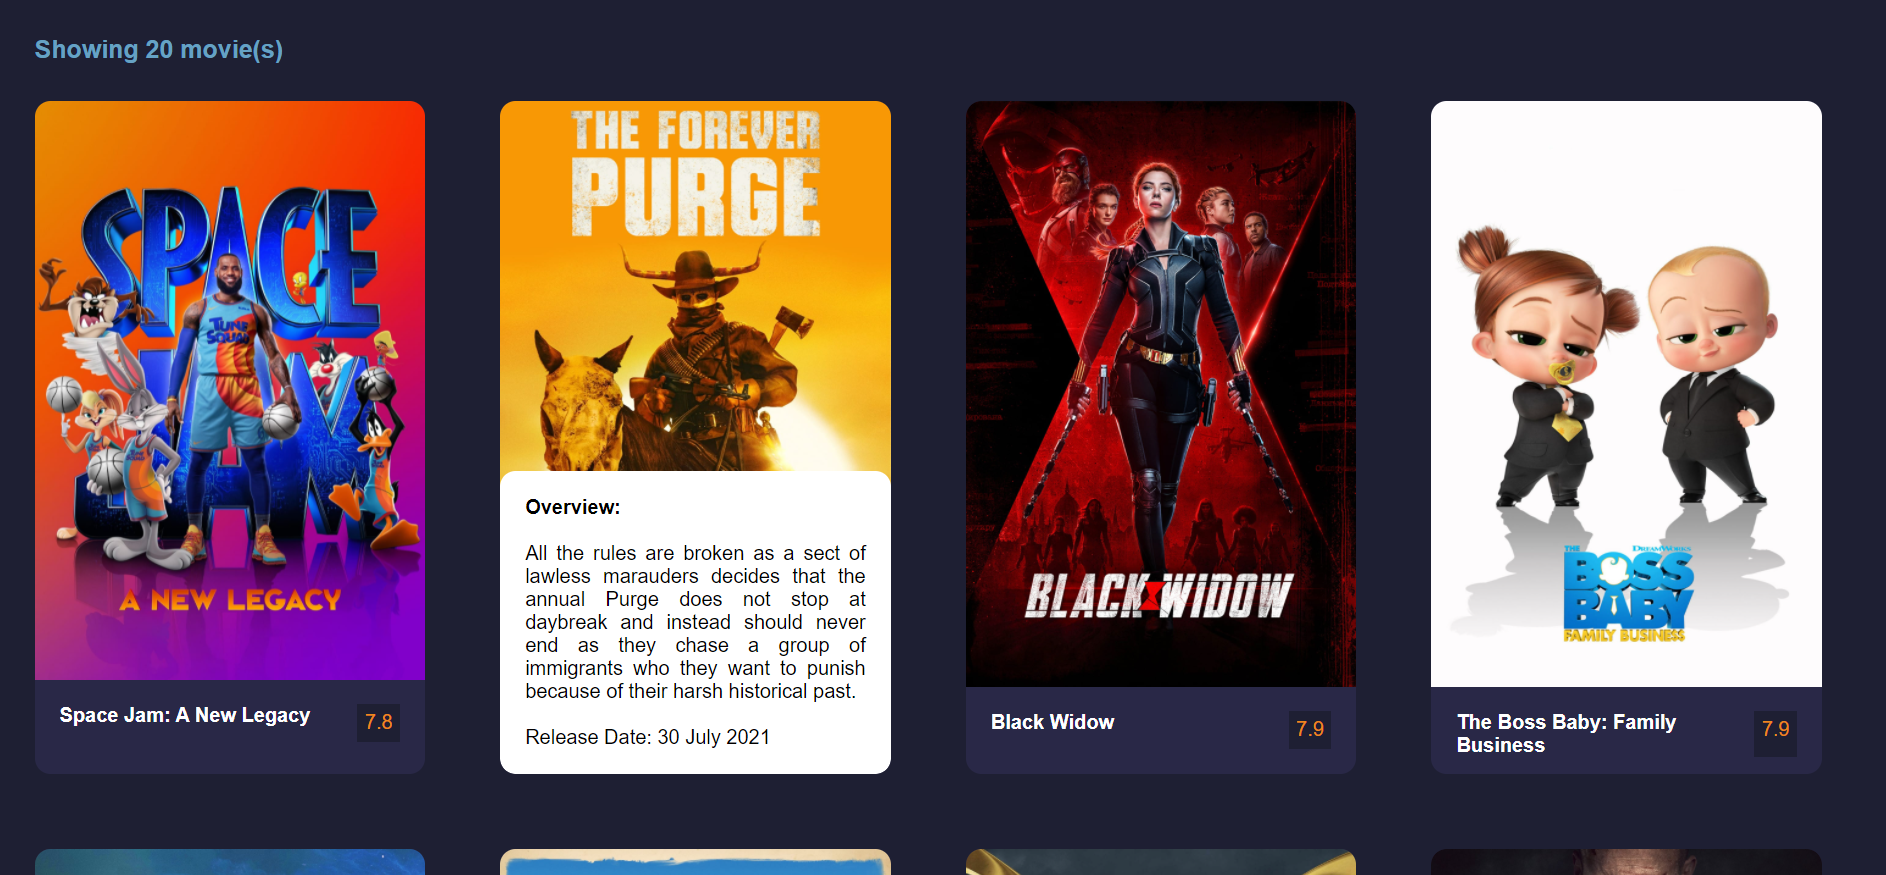 Showing 20 movie(s)
SPACE
JAM
TUNE
SQUAD
A NEW LEGACY
Space Jam: A New Legacy
7.8
THE FOREVER
PURGE
Overview:
All the rules are broken as a sect of
lawless marauders decides that the
annual Purge does not stop at
daybreak and instead should never
end as they chase a group of
immigrants who they want to punish
because of their harsh historical past.
Release Date: 30 July 2021
BLACK WIDOW
Black Widow
7.9
THE
DREAMWORKS
BOSS
BABY
FAMILY BUSINESS
The Boss Baby: Family
Business
7.9